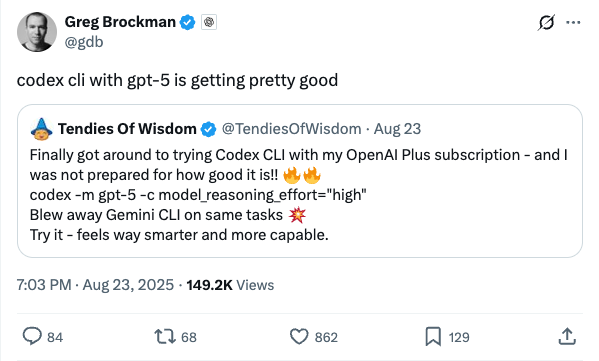 Greg Brockman
@gdb
codex cli with gpt-5 is getting pretty good
Tendies Of Wisdom @TendiesOfWisdom · Aug 23
Finally got around to trying Codex CLI with my OpenAI Plus subscription - and I
was not prepared for how good it is!! 🔥🔥
codex -m gpt-5 -c model_reasoning_effort="high"
Blew away Gemini CLI on same tasks 💥
Try it - feels way smarter and more capable.
7:03 PM · Aug 23, 2025 · 149.2K Views
84 68 862 129